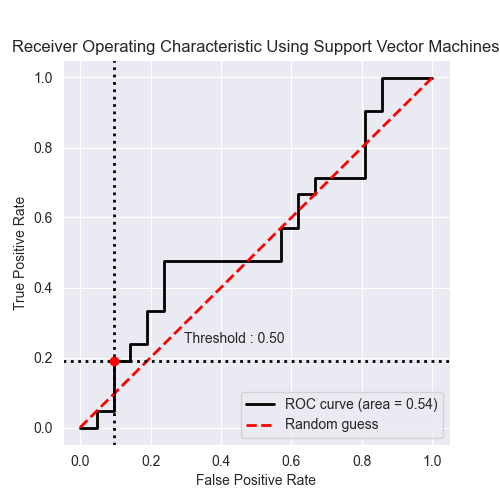 Receiver Operating Characteristic Using Support Vector Machines
1.0
0.8
0.6
0.4
0.2
0.0
True Positive Rate
Threshold : 0.50
ROC curve (area = 0.54)
Random guess
0.0 0.2 0.4 0.6 0.8 1.0
False Positive Rate